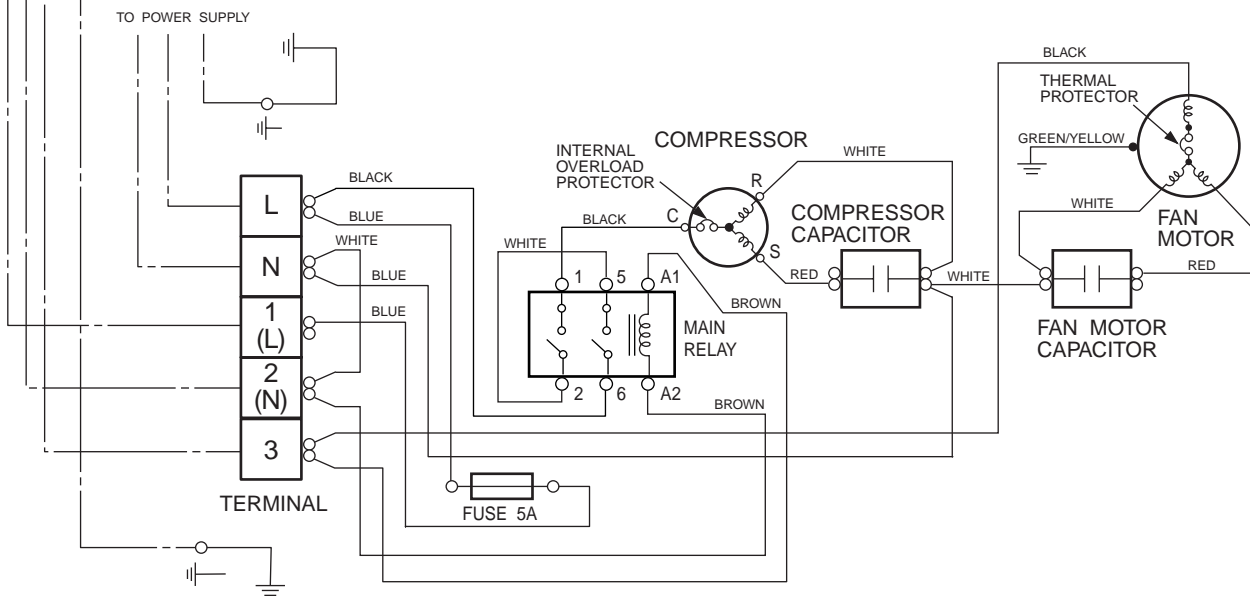 TO POWER SUPPLY
BLACK
THERMAL
PROTECTOR
COMPRESSOR
GREEN/YELLOW
INTERNAL
OVERLOAD
PROTECTOR
WHITE
R
L
BLACK
BLUE
BLACK
C
COMPRESSOR
CAPACITOR
WHITE
FAN
MOTOR
N
WHITE
BLUE
WHITE
S
RED
WHITE
RED
1
5
A1
BROWN
1
(L)
BLUE
MAIN
RELAY
FAN MOTOR
CAPACITOR
2
(N)
2
6
A2
BROWN
3
TERMINAL
FUSE 5A